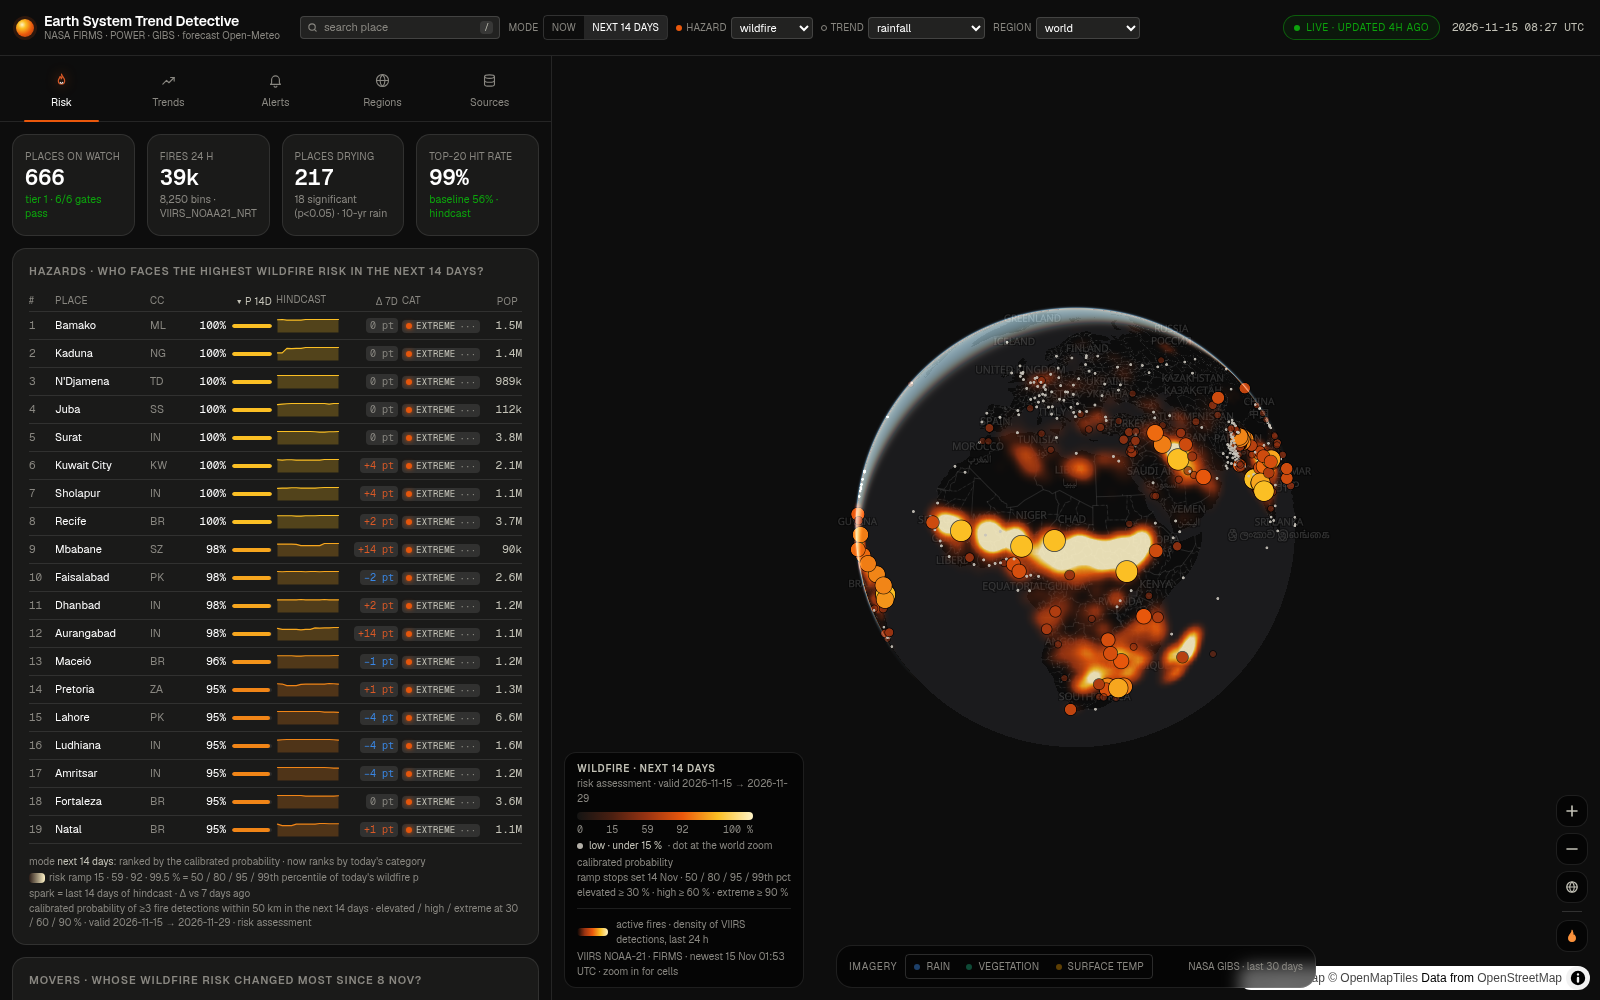 Earth System Trend Detective
NASA FIRMS · POWER · GIBS · forecast Open-Meteo
search place /
MODE NOW NEXT 14 DAYS
HAZARD wildfire
TREND rainfall
REGION world
LIVE · UPDATED 4H AGO
2026-11-15 08:27 UTC
Risk
Trends
Alerts
Regions
Sources
PLACES ON WATCH
666
tier 1 · 6/6 gates
pass
FIRES 24 H
39k
8,250 bins ·
VIIRS_NOAA21_NRT
PLACES DRYING
217
18 significant
(p<0.05) · 10-yr rain
TOP-20 HIT RATE
99%
baseline 56% ·
hindcast
HAZARDS · WHO FACES THE HIGHEST WILDFIRE RISK IN THE NEXT 14 DAYS?
# PLACE CC ▾ P 14D HINDCAST Δ 7D CAT POP
1 Bamako ML 100% 0 pt EXTREME ··· 1.5M
2 Kaduna NG 100% 0 pt EXTREME ··· 1.4M
3 N'Djamena TD 100% 0 pt EXTREME ··· 989k
4 Juba SS 100% 0 pt EXTREME ··· 112k
5 Surat IN 100% 0 pt EXTREME ··· 3.8M
6 Kuwait City KW 100% +4 pt EXTREME ··· 2.1M
7 Sholapur IN 100% +4 pt EXTREME ··· 1.1M
8 Recife BR 100% +2 pt EXTREME ··· 3.7M
9 Mbabane SZ 98% +14 pt EXTREME ··· 90k
10 Faisalabad PK 98% −2 pt EXTREME ··· 2.6M
11 Dhanbad IN 98% +2 pt EXTREME ··· 1.2M
12 Aurangabad IN 98% +14 pt EXTREME ··· 1.1M
13 Maceió BR 96% −1 pt EXTREME ··· 1.2M
14 Pretoria ZA 95% +1 pt EXTREME ··· 1.3M
15 Lahore PK 95% −4 pt EXTREME ··· 6.6M
16 Ludhiana IN 95% −4 pt EXTREME ··· 1.6M
17 Amritsar IN 95% −4 pt EXTREME ··· 1.2M
18 Fortaleza BR 95% 0 pt EXTREME ··· 3.6M
19 Natal BR 95% +1 pt EXTREME ··· 1.1M
mode next 14 days: ranked by the calibrated probability · now ranks by today's category
risk ramp 15 · 59 · 92 · 99.5 % = 50 / 80 / 95 / 99th percentile of today's wildfire p
spark = last 14 days of hindcast · Δ vs 7 days ago
calibrated probability of ≥3 fire detections within 50 km in the next 14 days · elevated / high / extreme at 30
/ 60 / 90 % · valid 2026-11-15 → 2026-11-29 · risk assessment
MOVERS · WHOSE WILDFIRE RISK CHANGED MOST SINCE 8 NOV?
GREENLAND
ICELAND
RUSSIA
РОССИЯ
FINLAND
UNITED KINGDOM
UKRAINE
KAZAKHSTAN
ҚАЗАҚСТАН
CHINA
中国
MOROCCO
المغرب
YEMEN
NIGER
CHAD
KENYA
SRI LANKA
WILDFIRE · NEXT 14 DAYS
risk assessment · valid 2026-11-15 → 2026-11-
29
0 15 59 92 100 %
low · under 15 % · dot at the world zoom
calibrated probability
ramp stops set 14 Nov · 50 / 80 / 95 / 99th pct
elevated ≥ 30 % · high ≥ 60 % · extreme ≥ 90 %
active fires · density of VIIRS
detections, last 24 h
VIIRS NOAA-21 · FIRMS · newest 15 Nov 01:53
UTC · zoom in for cells
IMAGERY RAIN VEGETATION SURFACE TEMP NASA GIBS · last 30 days
ap © OpenMapTiles Data from OpenStreetMap